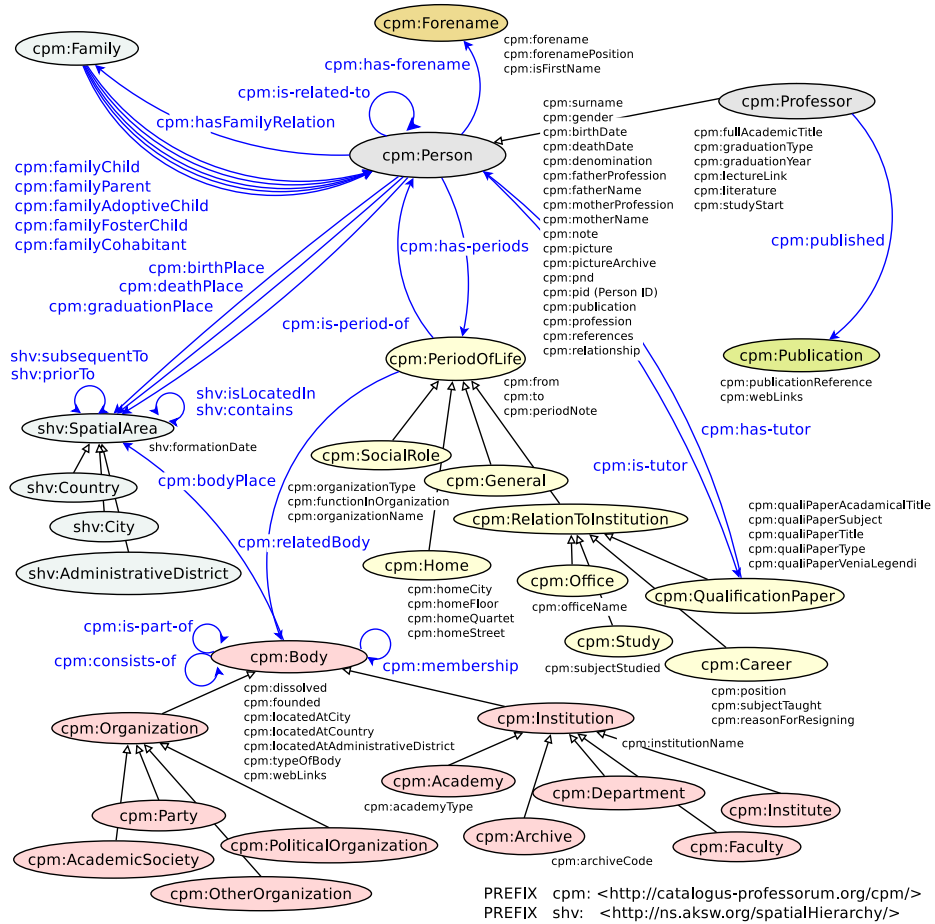 cpm:Forename
cpm:forename
cpm:forenamePosition
cpm:isFirstName
cpm:Family
cpm:has-forename
cpm:is-related-to
cpm:hasFamilyRelation
cpm:Person
cpm:Professor
cpm:surname
cpm:gender
cpm:birthDate
cpm:deathDate
cpm:denomination
cpm:fatherProfession
cpm:fatherName
cpm:motherProfession
cpm:motherName
cpm:note
cpm:picture
cpm:pictureArchive
cpm:pnd
cpm:pid (Person ID)
cpm:publication
cpm:profession
cpm:references
cpm:relationship
cpm:fullAcademicTitle
cpm:graduationType
cpm:graduationYear
cpm:lectureLink
cpm:literature
cpm:studyStart
cpm:familyChild
cpm:familyParent
cpm:familyAdoptiveChild
cpm:familyFosterChild
cpm:familyCohabitant
cpm:has-periods
cpm:published
cpm:birthPlace
cpm:deathPlace
cpm:graduationPlace
cpm:is-period-of
cpm:PeriodOfLife
cpm:from
cpm:to
cpm:periodNote
cpm:Publication
cpm:publicationReference
cpm:webLinks
shv:subsequentTo
shv:priorTo
shv:isLocatedIn
shv:contains
shv:SpatialArea
shv:formationDate
cpm:has-tutor
cpm:is-tutor
shv:Country
shv:City
shv:AdministrativeDistrict
cpm:bodyPlace
cpm:relatedBody
cpm:SocialRole
cpm:organizationType
cpm:functionInOrganization
cpm:organizationName
cpm:General
cpm:RelationToInstitution
cpm:qualiPaperAcadamicalTitle
cpm:qualiPaperSubject
cpm:qualiPaperTitle
cpm:qualiPaperType
cpm:qualiPaperVeniaLegendi
cpm:Home
cpm:homeCity
cpm:homeFloor
cpm:homeQuartet
cpm:homeStreet
cpm:Office
cpm:officeName
cpm:QualificationPaper
cpm:Study
cpm:subjectStudied
cpm:Career
cpm:position
cpm:subjectTaught
cpm:reasonForResigning
cpm:is-part-of
cpm:consists-of
cpm:Body
cpm:membership
cpm:dissolved
cpm:founded
cpm:locatedAtCity
cpm:locatedAtCountry
cpm:locatedAtAdministrativeDistrict
cpm:typeOfBody
cpm:webLinks
cpm:Organization
cpm:Institution
cpm:institutionName
cpm:Academy
cpm:academyType
cpm:Department
cpm:Institute
cpm:Party
cpm:Archive
cpm:archiveCode
cpm:Faculty
cpm:AcademicSociety
cpm:PoliticalOrganization
cpm:OtherOrganization
PREFIX cpm: <http://catalogus-professorum.org/cpm/>
PREFIX shv: <http://ns.aksw.org/spatialHierarchy/>